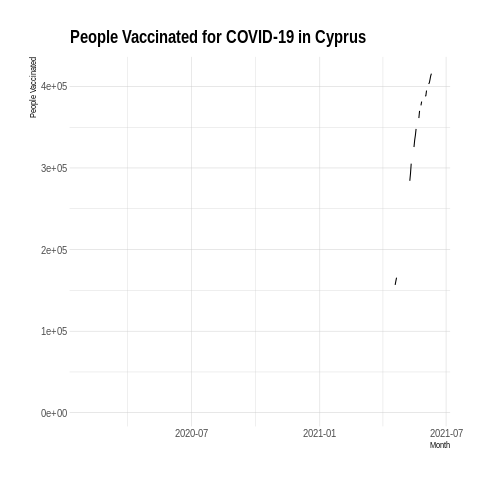 People Vaccinated for COVID-19 in Cyprus
People Vaccinated
4e+05
3e+05
2e+05
1e+05
0e+00
2020-07
2021-01
2021-07
Month